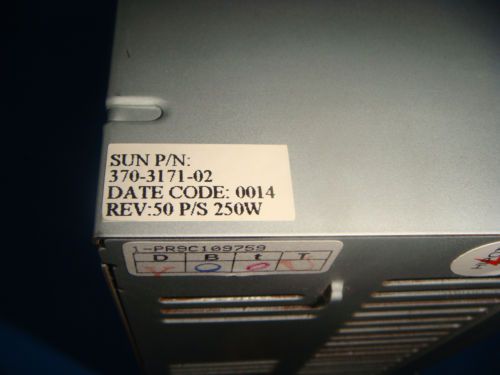 SUN P/N:
370-3171-02
DATE CODE: 0014
REV:50 P/S 250W
1-PR9C109759
D B t T